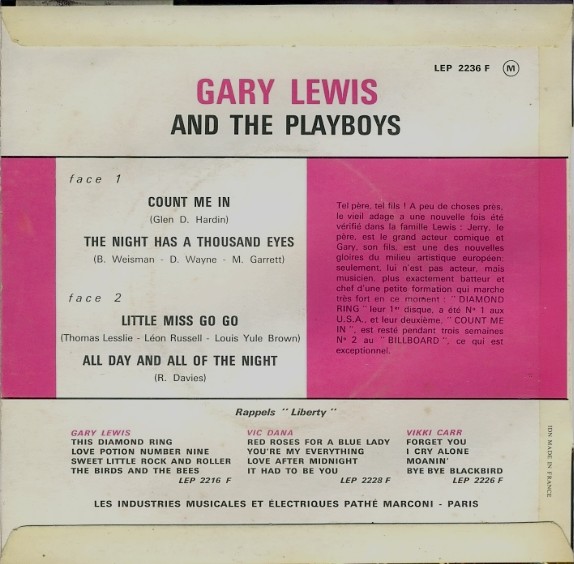 LEP 2236 F M
GARY LEWIS
AND THE PLAYBOYS
face 1
COUNT ME IN
(Glen D. Hardin)
THE NIGHT HAS A THOUSAND EYES
(B. Weisman - D. Wayne - M. Garrett)
face 2
LITTLE MISS GO GO
(Thomas Lesslie - Léon Russell - Louis Yule Brown)
ALL DAY AND ALL OF THE NIGHT
(R. Davies)
Tel père, tel fils ! A peu de choses près,
le vieil adage a une nouvelle fois été
vérifié dans la famille Lewis : Jerry, le
père, est le grand acteur comique et
Gary, son fils, est une des nouvelles
gloires du milieu artistique européen:
seulement, lui n'est pas acteur, mais
musicien, plus exactement batteur et
chef d'une petite formation qui marche
très fort en ce moment : " DIAMOND
RING " leur 1er disque, a été N° 1 aux
U.S.A., et leur deuxième, " COUNT ME
IN ", est resté pendant trois semaines
N° 2 au " BILLBOARD ", ce qui est
exceptionnel.
Rappels " Liberty "
GARY LEWIS
THIS DIAMOND RING
LOVE POTION NUMBER NINE
SWEET LITTLE ROCK AND ROLLER
THE BIRDS AND THE BEES
LEP 2216 F
VIC DANA
RED ROSES FOR A BLUE LADY
YOU'RE MY EVERYTHING
LOVE AFTER MIDNIGHT
IT HAD TO BE YOU
LEP 2228 F
VIKKI CARR
FORGET YOU
I CRY ALONE
MOANIN'
BYE BYE BLACKBIRD
LEP 2226 F
LES INDUSTRIES MUSICALES ET ÉLECTRIQUES PATHÉ MARCONI - PARIS
IDN MADE IN FRANCE